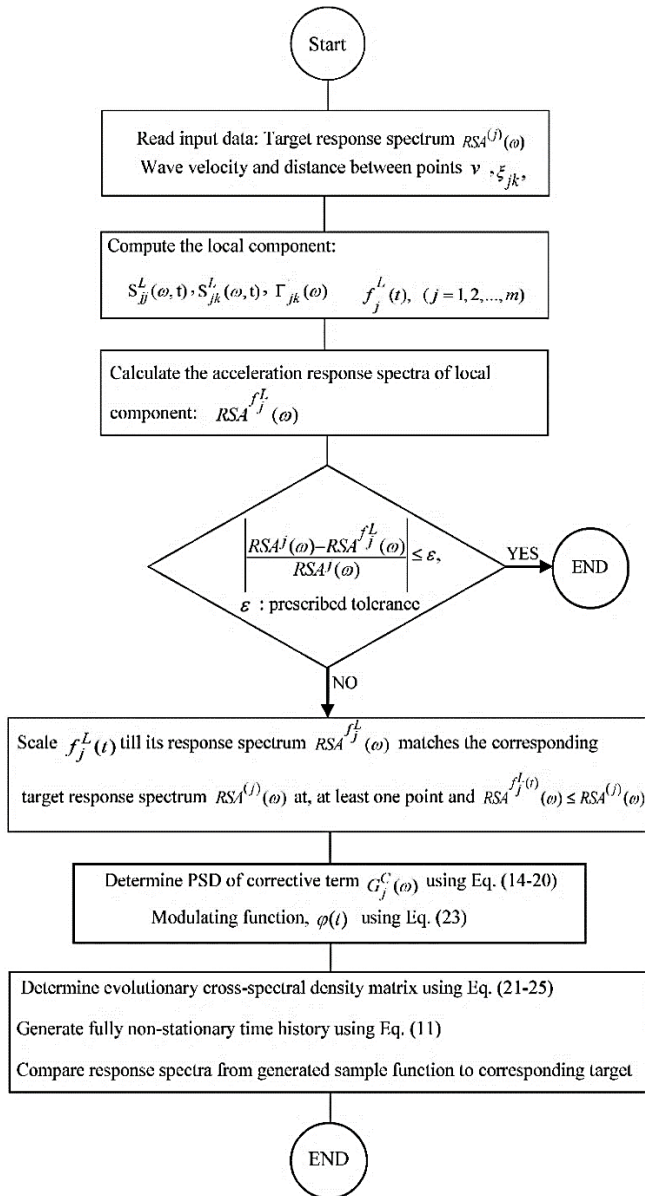 Start
Read input data: Target response spectrum RSA^(j)(ω)
Wave velocity and distance between points v , ξ_jk,
Compute the local component:
S^L_jj(ω,t), S^L_jk(ω,t), Γ_jk(ω) f^L_j(t), (j = 1,2,...,m)
Calculate the acceleration response spectra of local
component: RSA^{f^L_j}(ω)
|RSA^j(ω)–RSA^{f^L_j}(ω) / RSA^j(ω)| ≤ ε,
ε : prescribed tolerance
YES
END
NO
Scale f^L_j(t) till its response spectrum RSA^{f^L_j}(ω) matches the corresponding
target response spectrum RSA^(j)(ω) at, at least one point and RSA^{f^L_j(t)}(ω) ≤ RSA^(j)(ω)
Determine PSD of corrective term G^C_j(ω) using Eq. (14-20)
Modulating function, φ(t) using Eq. (23)
Determine evolutionary cross-spectral density matrix using Eq. (21-25)
Generate fully non-stationary time history using Eq. (11)
Compare response spectra from generated sample function to corresponding target
END